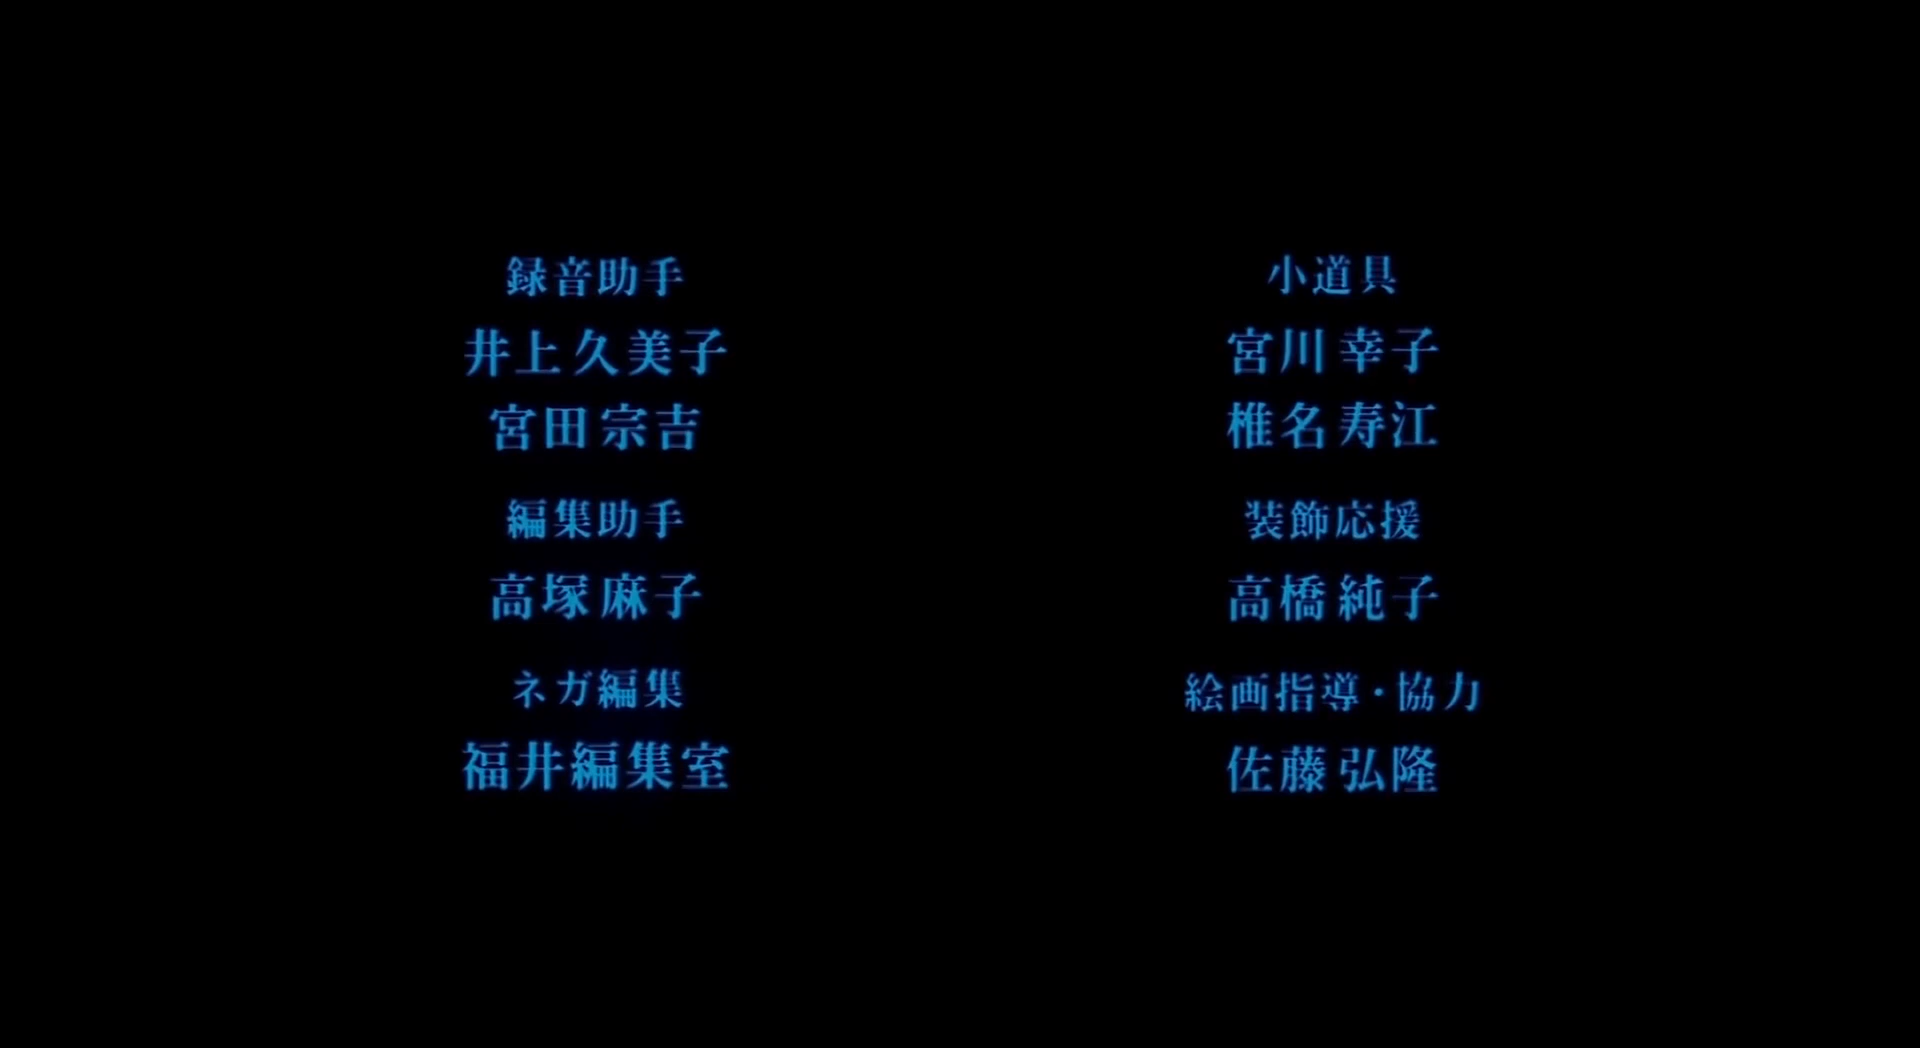 録音助手
井上 久美子
宮田 宗吉
編集助手
高塚 麻子
ネガ編集
福井編集室
小道具
宮川 幸子
椎名 寿江
装飾応援
高橋 純子
絵画指導・協力
佐藤 弘隆